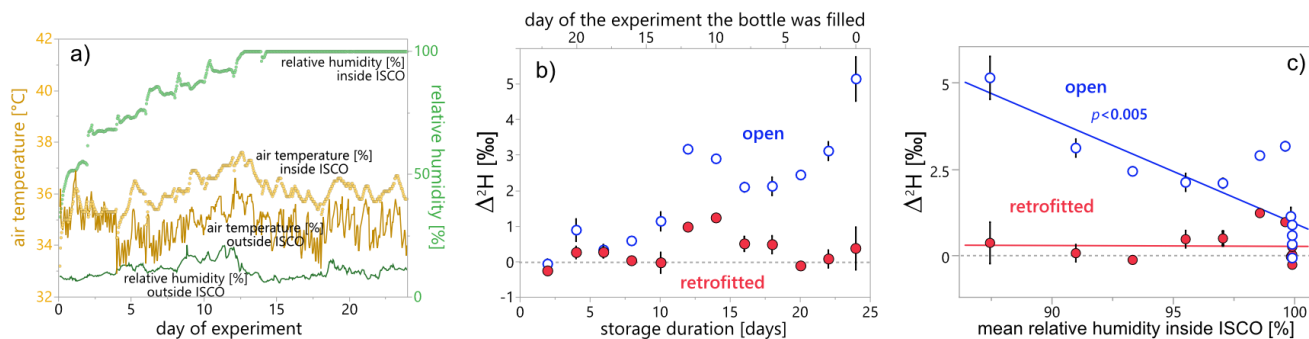 a)
42
40
38
36
34
32
air temperature [°C]
100
50
0
relative humidity [%]
relative humidity [%]
inside ISCO
air temperature [%]
inside ISCO
air temperature [%]
outside ISCO
relative humidity [%]
outside ISCO
0
5
10
15
20
day of experiment
day of the experiment the bottle was filled
20
15
10
5
0
b)
5
4
3
2
1
0
-1
Δ²H [‰]
open
retrofitted
0
5
10
15
20
25
storage duration [days]
c)
5
2.5
0
Δ²H [‰]
open
p<0.005
retrofitted
90
95
100
mean relative humidity inside ISCO [%]